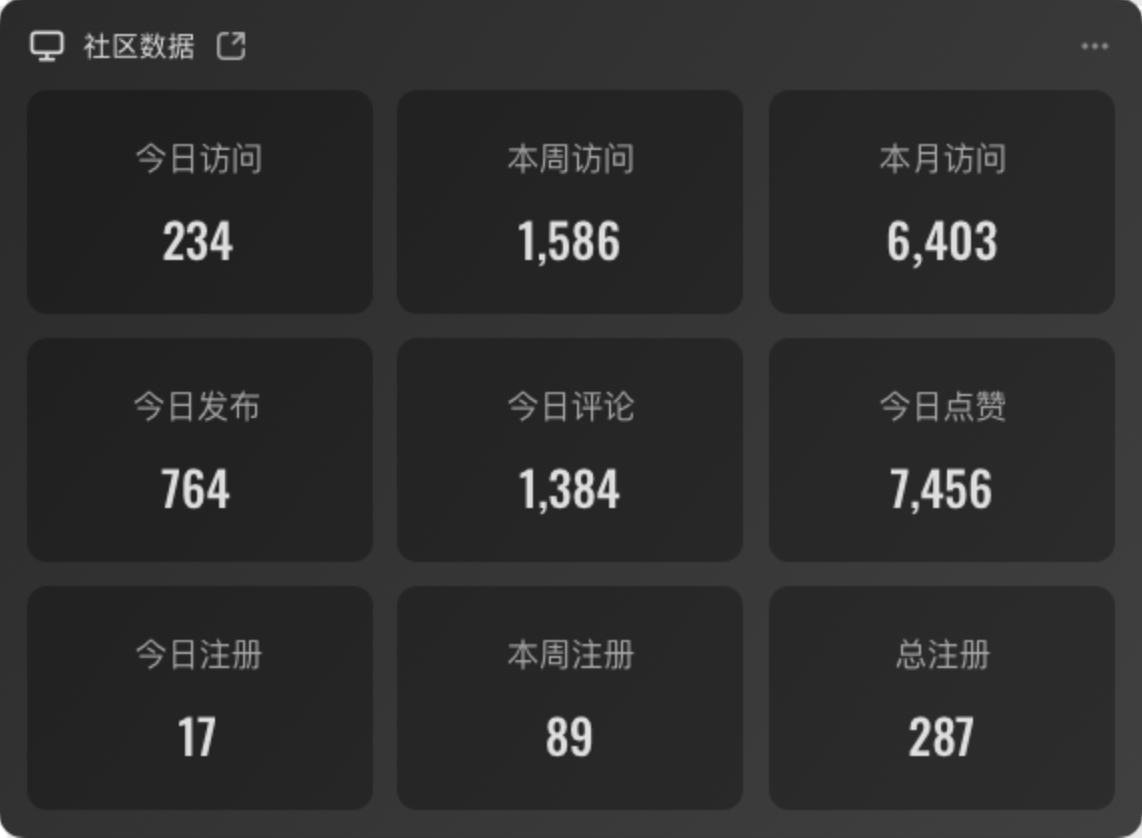 社区数据
今日访问
本周访问
本月访问
234
1,586
6,403
今日发布
今日评论
今日点赞
764
1,384
7,456
今日注册
本周注册
总注册
17
89
287